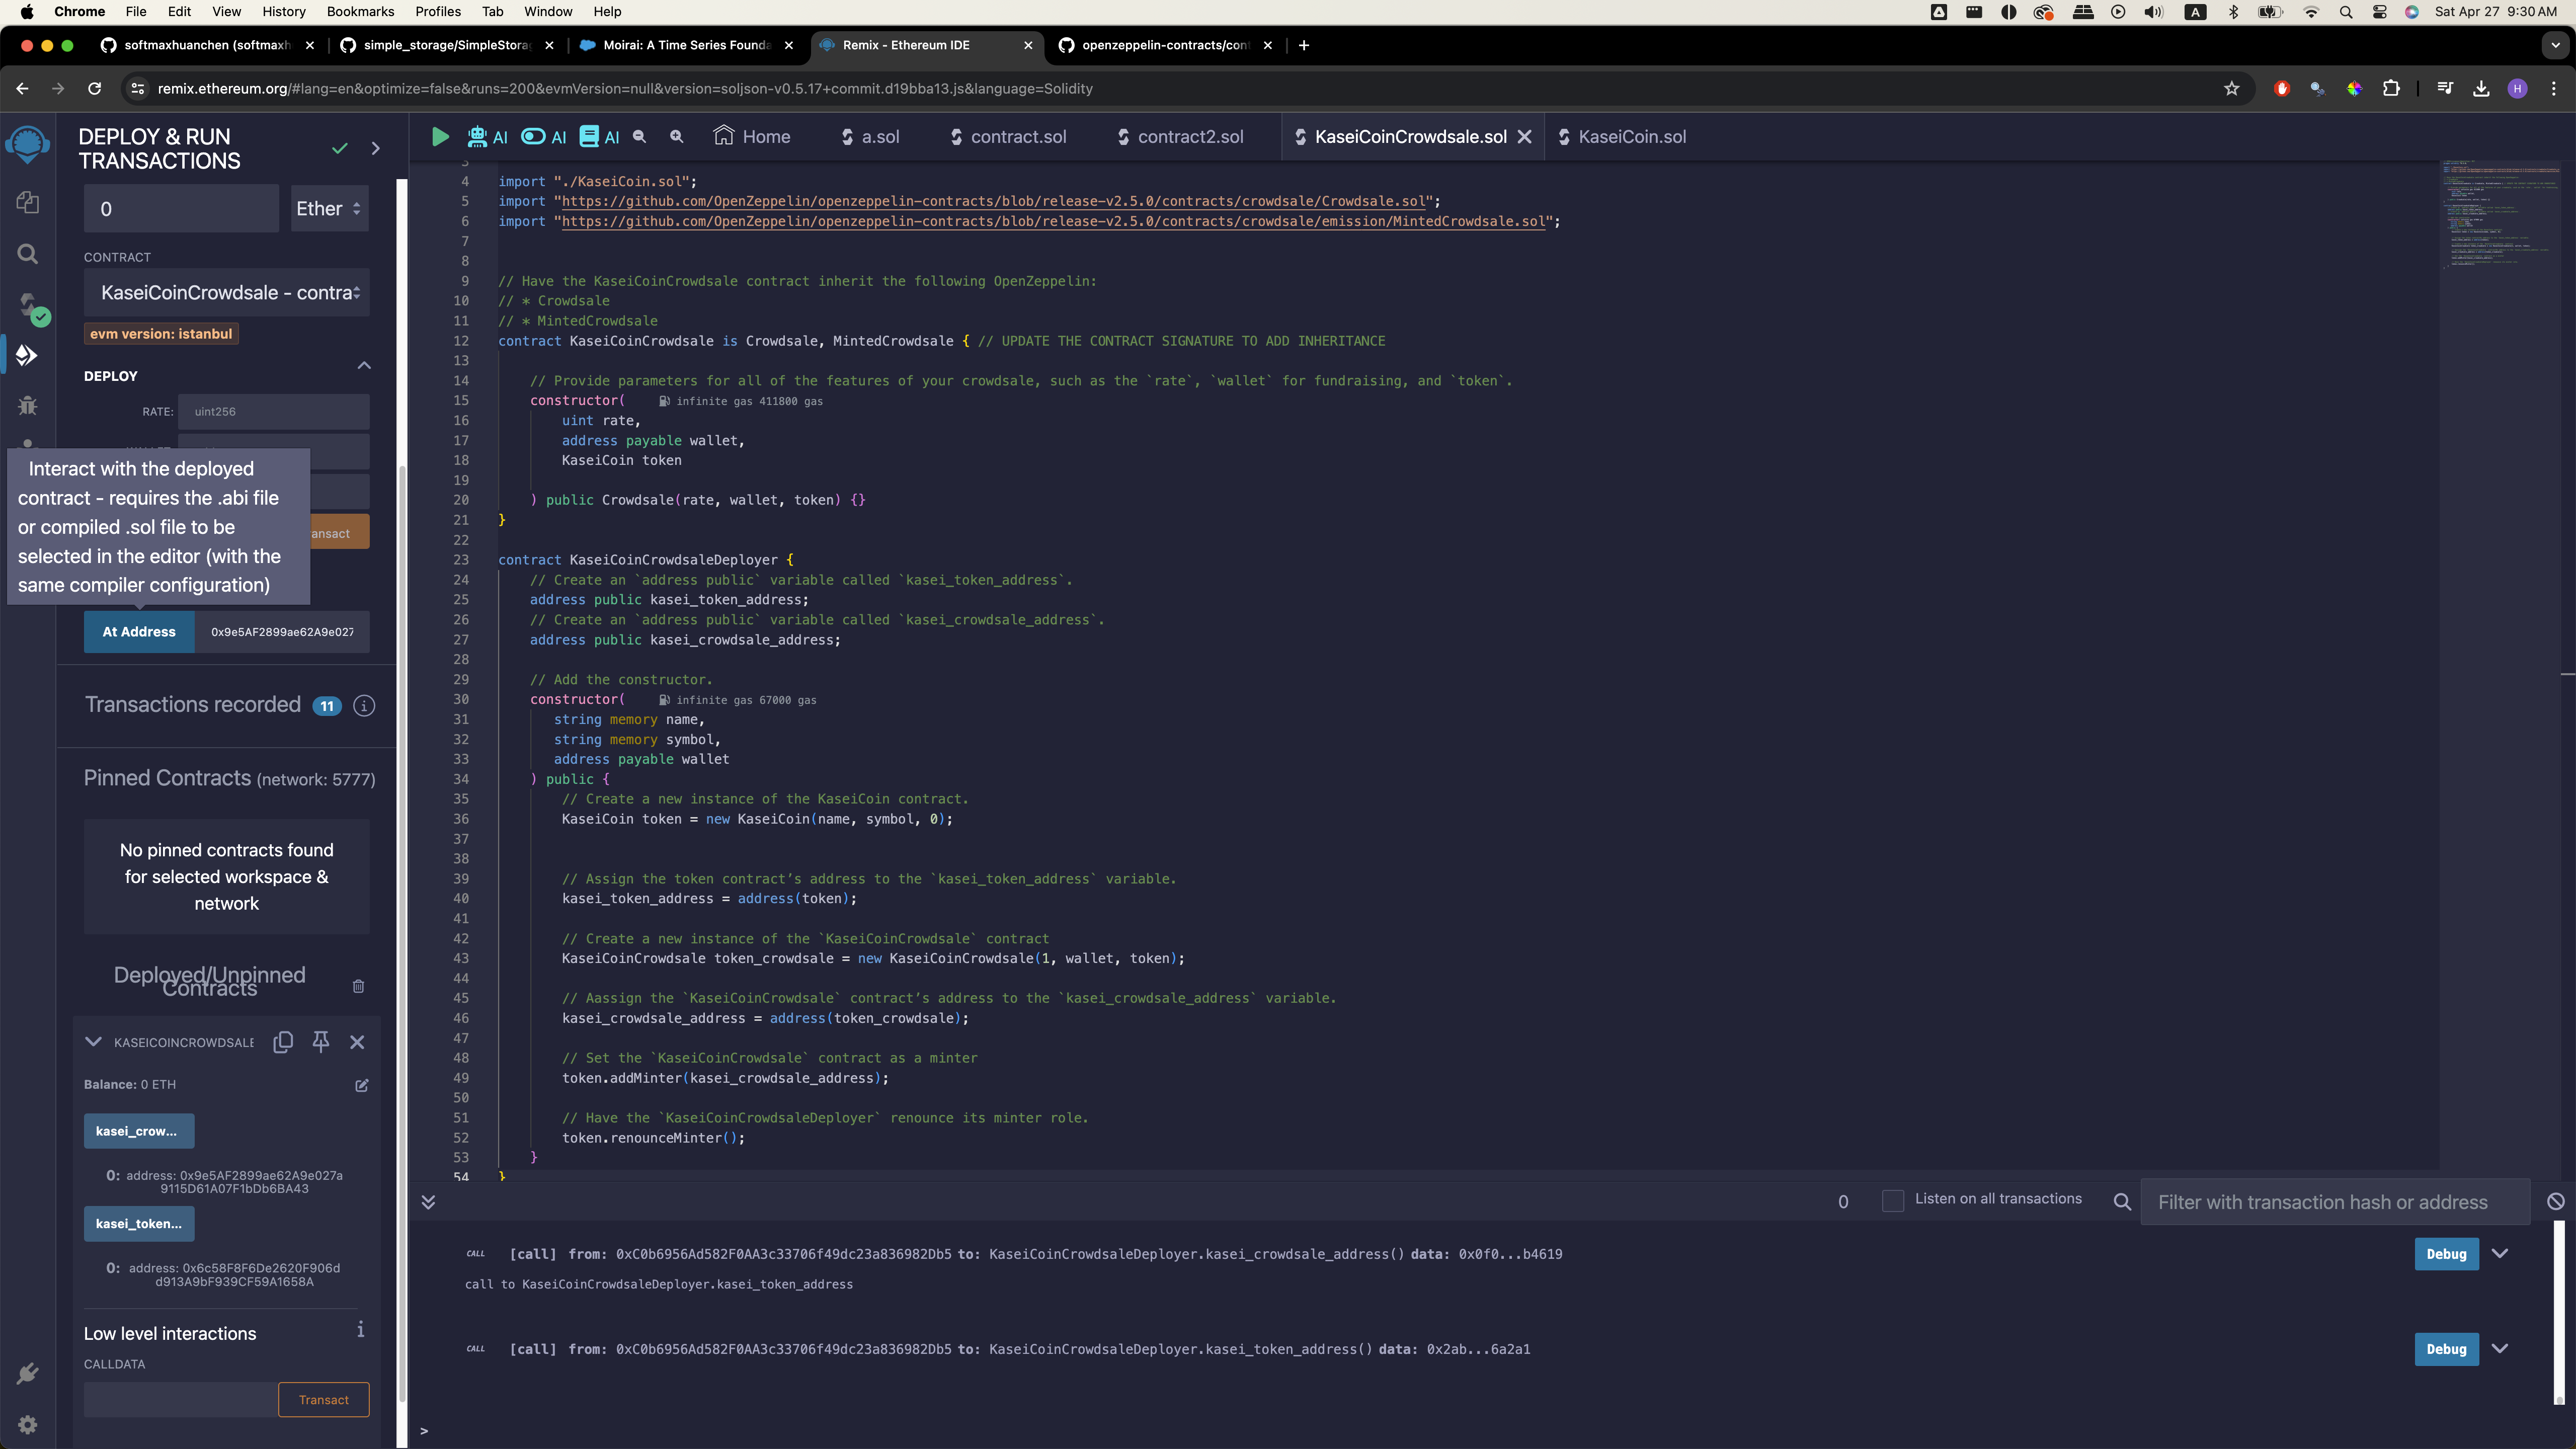 Chrome File Edit View History Bookmarks Profiles Tab Window Help
A
Sat Apr 27 9:30 AM
softmaxhuanchen (softmaxh
simple_storage/SimpleStorag
Moirai: A Time Series Founda
Remix - Ethereum IDE
openzeppelin-contracts/con
remix.ethereum.org/#lang=en&optimize=false&runs=200&evmVersion=null&version=soljson-v0.5.17+commit.d19bba13.js&language=Solidity
H
DEPLOY & RUN
TRANSACTIONS
0
Ether
CONTRACT
KaseiCoinCrowdsale - contra
evm version: istanbul
DEPLOY
RATE: uint256
Interact with the deployed
contract - requires the .abi file
or compiled .sol file to be
selected in the editor (with the
same compiler configuration)
ansact
At Address 0x9e5AF2899ae62A9e027
Transactions recorded 11 i
Pinned Contracts (network: 5777)
No pinned contracts found
for selected workspace &
network
Deployed/Unpinned
Contracts
KASEICOINCROWDSALE
Balance: 0 ETH
kasei_crow...
0: address: 0x9e5AF2899ae62A9e027a
9115D61A07F1bDb6BA43
kasei_token...
0: address: 0x6c58F8F6De2620F906d
d913A9bF939CF59A1658A
Low level interactions i
CALLDATA
Transact
AI AI AI Home a.sol contract.sol contract2.sol KaseiCoinCrowdsale.sol KaseiCoin.sol
3
4 import "./KaseiCoin.sol";
5 import "https://github.com/OpenZeppelin/openzeppelin-contracts/blob/release-v2.5.0/contracts/crowdsale/Crowdsale.sol";
6 import "https://github.com/OpenZeppelin/openzeppelin-contracts/blob/release-v2.5.0/contracts/crowdsale/emission/MintedCrowdsale.sol";
7
8
9 // Have the KaseiCoinCrowdsale contract inherit the following OpenZeppelin:
10 // * Crowdsale
11 // * MintedCrowdsale
12 contract KaseiCoinCrowdsale is Crowdsale, MintedCrowdsale { // UPDATE THE CONTRACT SIGNATURE TO ADD INHERITANCE
13
14 // Provide parameters for all of the features of your crowdsale, such as the `rate`, `wallet` for fundraising, and `token`.
15 constructor( infinite gas 411800 gas
16 uint rate,
17 address payable wallet,
18 KaseiCoin token
19
20 ) public Crowdsale(rate, wallet, token) {}
21 }
22
23 contract KaseiCoinCrowdsaleDeployer {
24 // Create an `address public` variable called `kasei_token_address`.
25 address public kasei_token_address;
26 // Create an `address public` variable called `kasei_crowdsale_address`.
27 address public kasei_crowdsale_address;
28
29 // Add the constructor.
30 constructor( infinite gas 67000 gas
31 string memory name,
32 string memory symbol,
33 address payable wallet
34 ) public {
35 // Create a new instance of the KaseiCoin contract.
36 KaseiCoin token = new KaseiCoin(name, symbol, 0);
37
38
39 // Assign the token contract’s address to the `kasei_token_address` variable.
40 kasei_token_address = address(token);
41
42 // Create a new instance of the `KaseiCoinCrowdsale` contract
43 KaseiCoinCrowdsale token_crowdsale = new KaseiCoinCrowdsale(1, wallet, token);
44
45 // Aassign the `KaseiCoinCrowdsale` contract’s address to the `kasei_crowdsale_address` variable.
46 kasei_crowdsale_address = address(token_crowdsale);
47
48 // Set the `KaseiCoinCrowdsale` contract as a minter
49 token.addMinter(kasei_crowdsale_address);
50
51 // Have the `KaseiCoinCrowdsaleDeployer` renounce its minter role.
52 token.renounceMinter();
53 }
54 }
0 Listen on all transactions Filter with transaction hash or address
CALL [call] from: 0xC0b6956Ad582F0AA3c33706f49dc23a836982Db5 to: KaseiCoinCrowdsaleDeployer.kasei_crowdsale_address() data: 0x0f0...b4619 Debug
call to KaseiCoinCrowdsaleDeployer.kasei_token_address
CALL [call] from: 0xC0b6956Ad582F0AA3c33706f49dc23a836982Db5 to: KaseiCoinCrowdsaleDeployer.kasei_token_address() data: 0x2ab...6a2a1 Debug
>